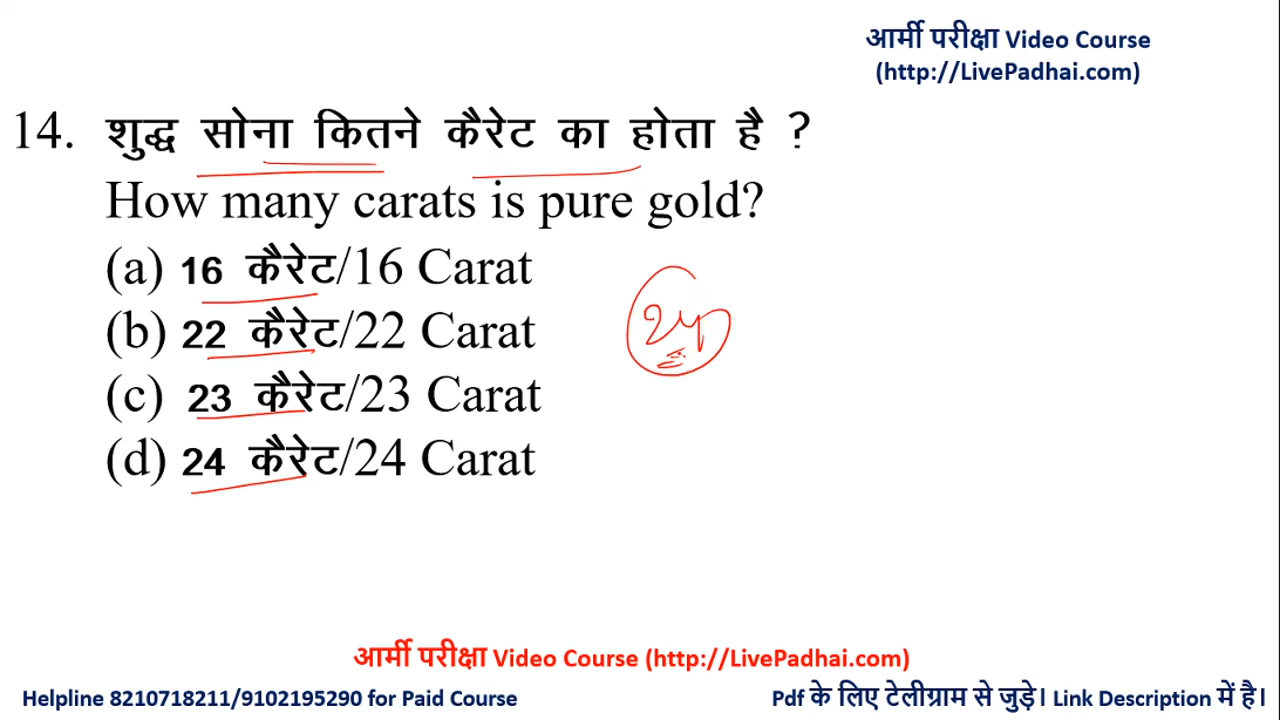 आर्मी परीक्षा Video Course
(http://LivePadhai.com)
14. शुद्ध सोना कितने कैरेट का होता है ?
How many carats is pure gold?
(a) 16 कैरेट/16 Carat
(b) 22 कैरेट/22 Carat
24
(c) 23 कैरेट/23 Carat
(d) 24 कैरेट/24 Carat
आर्मी परीक्षा Video Course (http://LivePadhai.com)
Helpline 8210718211/9102195290 for Paid Course
Pdf के लिए टेलीग्राम से जुड़े। Link Description में है।